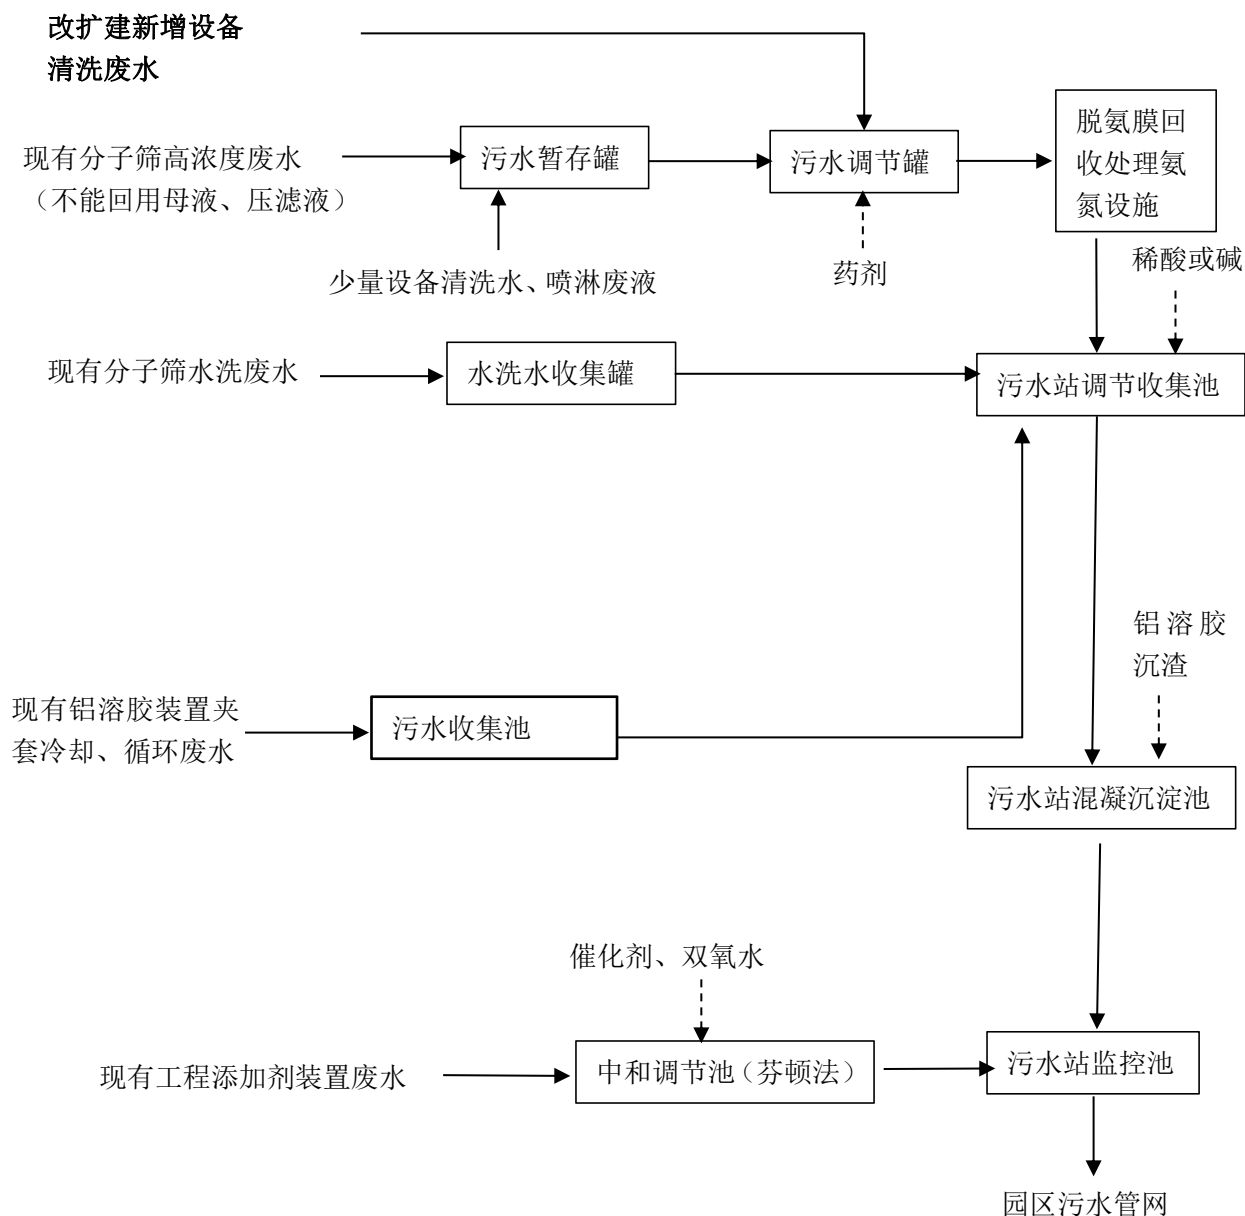 改扩建新增设备
清洗废水
现有分子筛高浓度废水
（不能回用母液、压滤液）
污水暂存罐
污水调节罐
脱氨膜回
收处理氨
氮设施
少量设备清洗水、喷淋废液
药剂
稀酸或碱
现有分子筛水洗废水
水洗水收集罐
污水站调节收集池
铝溶胶
沉渣
现有铝溶胶装置夹
套冷却、循环废水
污水收集池
污水站混凝沉淀池
催化剂、双氧水
现有工程添加剂装置废水
中和调节池（芬顿法）
污水站监控池
园区污水管网